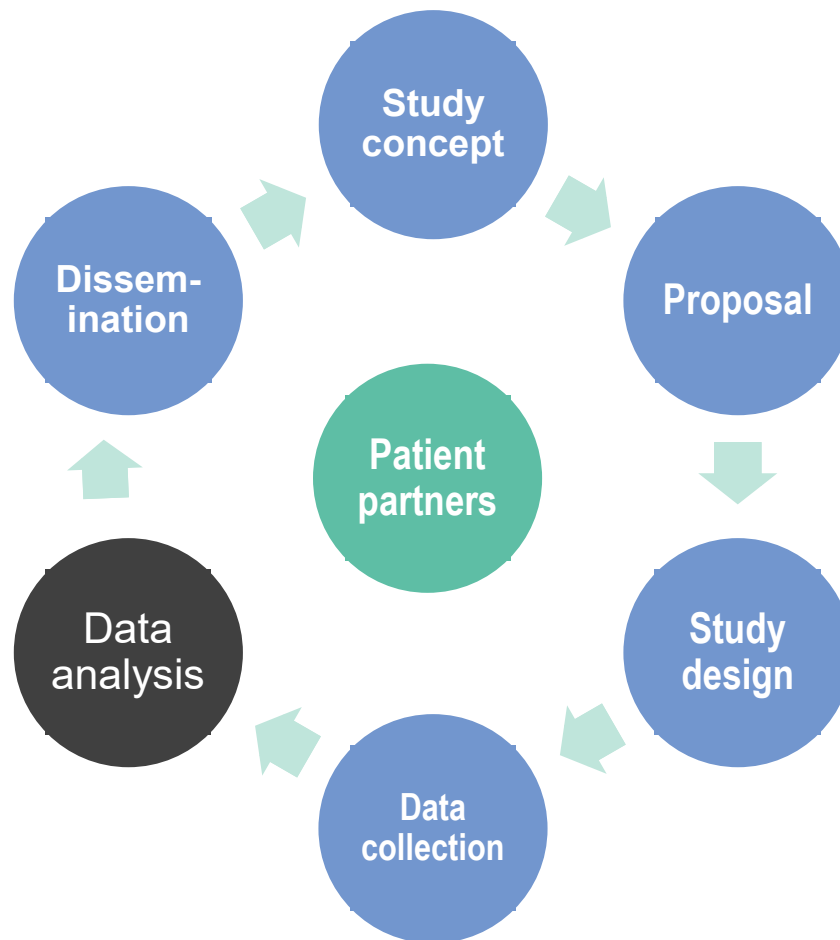 Study
concept
Proposal
Study
design
Data
collection
Data
analysis
Dissem-
ination
Patient
partners